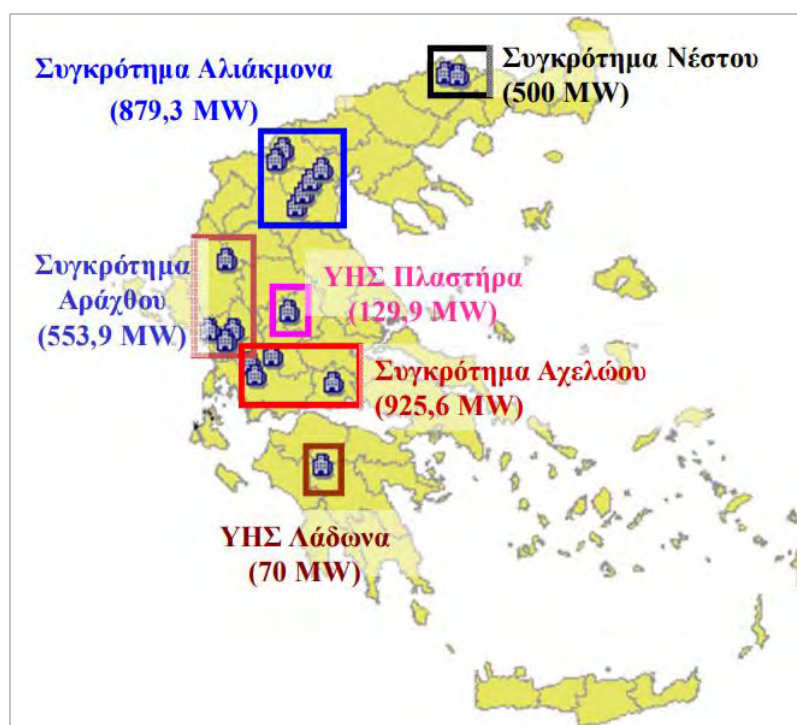 Συγκρότημα Αλιάκμονα
(879,3 MW)
Συγκρότημα Νέστου
(500 MW)
Συγκρότημα
Αράχθου
(553,9 MW)
ΥΗΣ Πλαστήρα
(129,9 MW)
Συγκρότημα Αχελώου
(925,6 MW)
ΥΗΣ Λάδωνα
(70 MW)